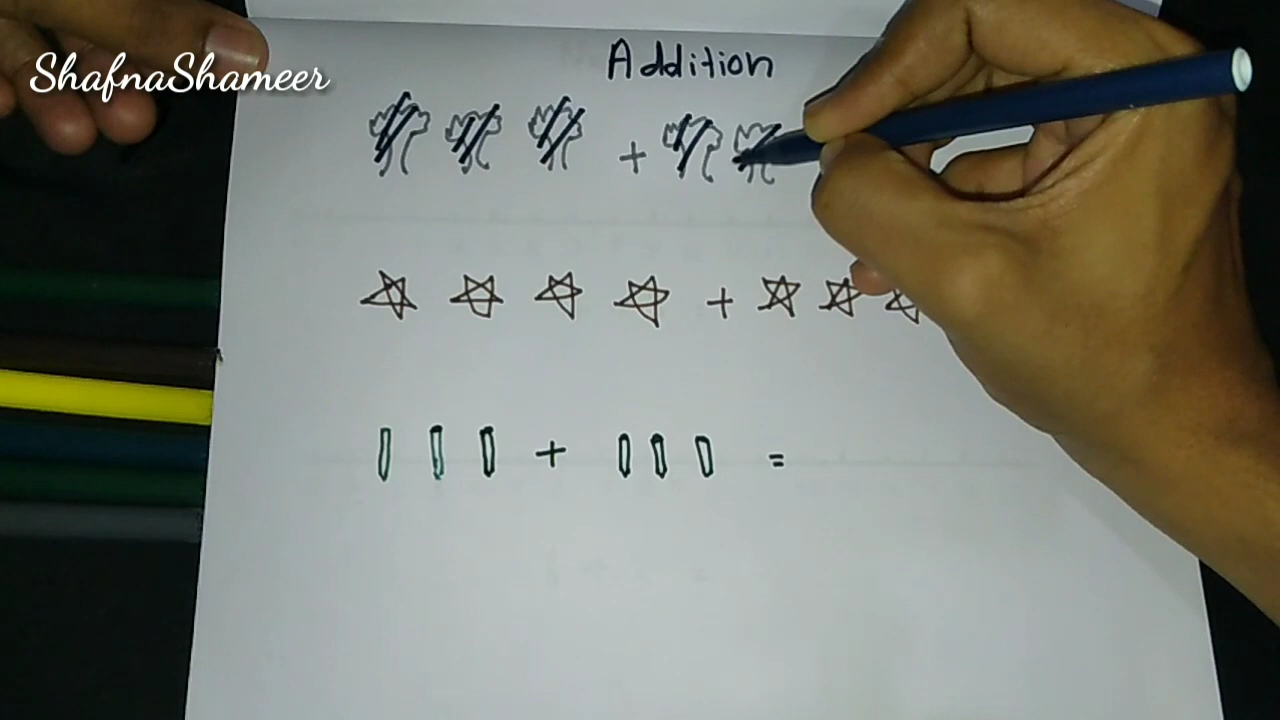 ShafnaShameer
Addition
+
+
+ =